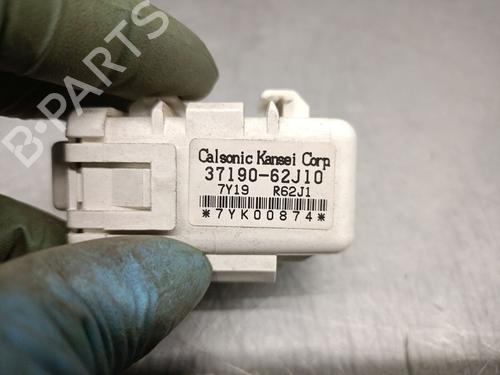 B-PARTS
Calsonic Kansei Corp
37190-62J10
7Y19 R62J1
*7YK00874*